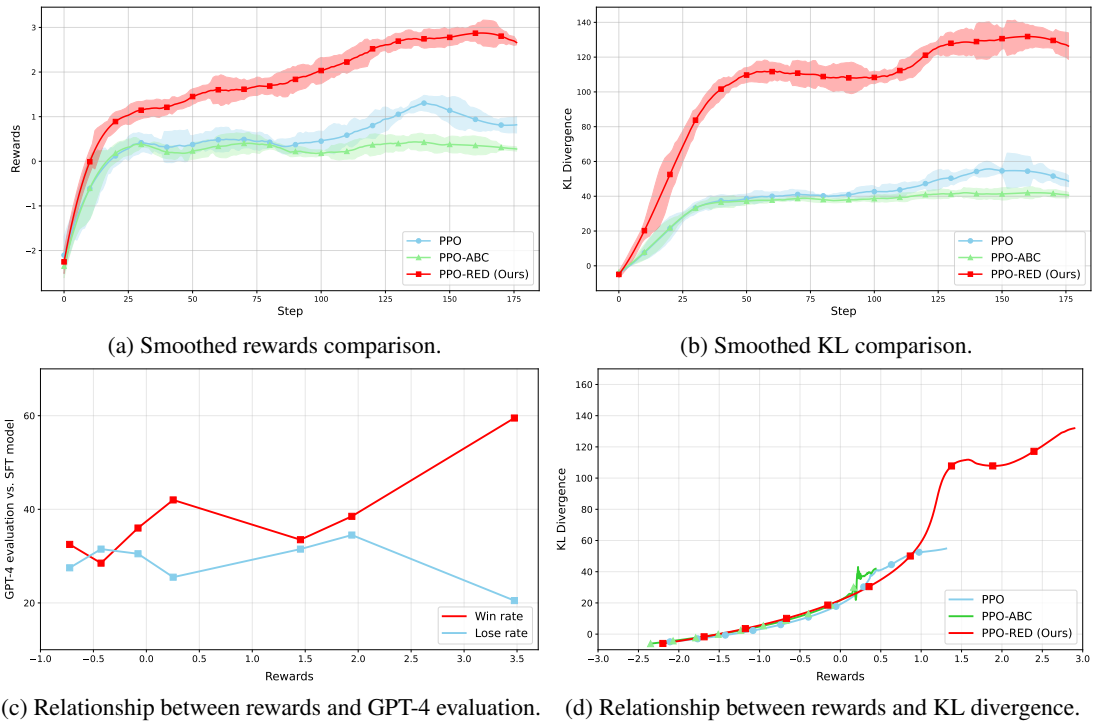 3
2
1
0
−1
−2
Rewards
0
25
50
75
100
125
150
175
Step
PPO
PPO-ABC
PPO-RED (Ours)
(a) Smoothed rewards comparison.
140
120
100
80
60
40
20
0
KL Divergence
0
25
50
75
100
125
150
175
Step
PPO
PPO-ABC
PPO-RED (Ours)
(b) Smoothed KL comparison.
60
40
20
GPT-4 evaluation vs. SFT model
−1.0
−0.5
0.0
0.5
1.0
1.5
2.0
2.5
3.0
3.5
Rewards
Win rate
Lose rate
(c) Relationship between rewards and GPT-4 evaluation.
160
140
120
100
80
60
40
20
0
KL Divergence
−3.0
−2.5
−2.0
−1.5
−1.0
−0.5
0.0
0.5
1.0
1.5
2.0
2.5
3.0
Rewards
PPO
PPO-ABC
PPO-RED (Ours)
(d) Relationship between rewards and KL divergence.